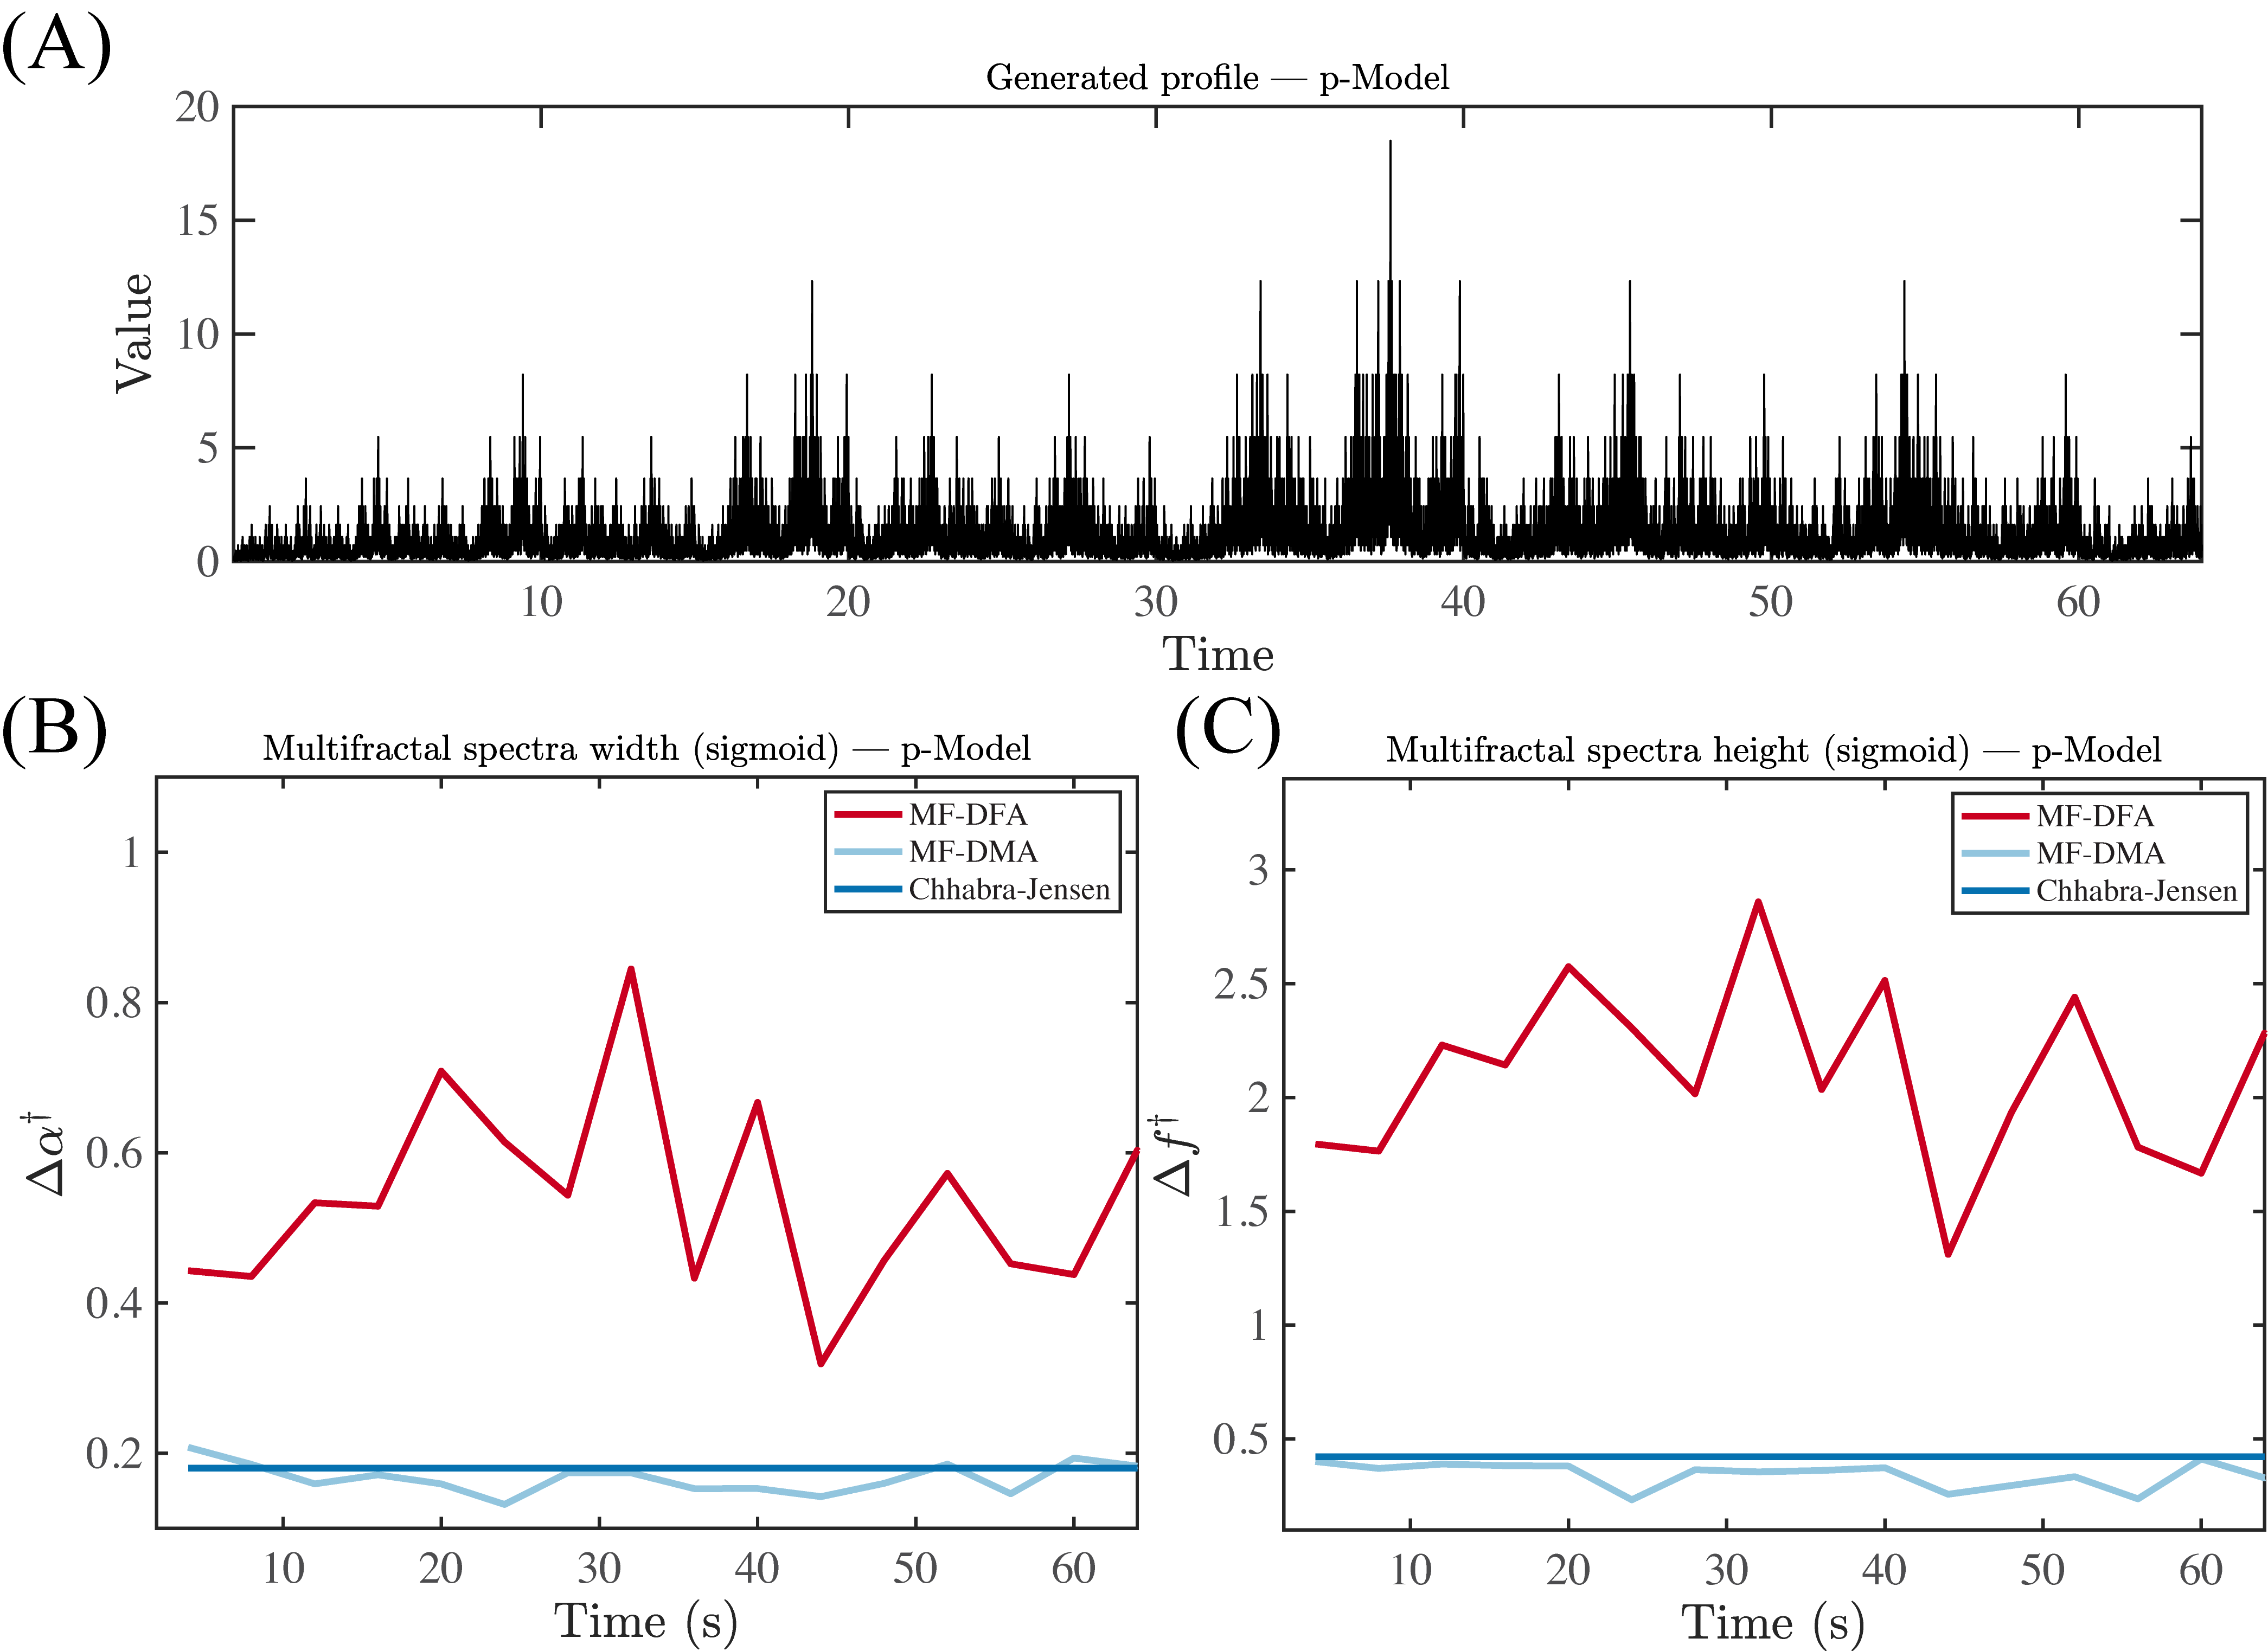 (A)
Generated profile — p-Model
20
15
10
5
0
Value
10 20 30 40 50 60
Time
(B)
Multifractal spectra width (sigmoid) — p-Model
MF-DFA
MF-DMA
Chhabra-Jensen
1
0.8
0.6
0.4
0.2
Δα†
10 20 30 40 50 60
Time (s)
(C)
Multifractal spectra height (sigmoid) — p-Model
MF-DFA
MF-DMA
Chhabra-Jensen
3
2.5
2
1.5
1
0.5
Δf†
10 20 30 40 50 60
Time (s)